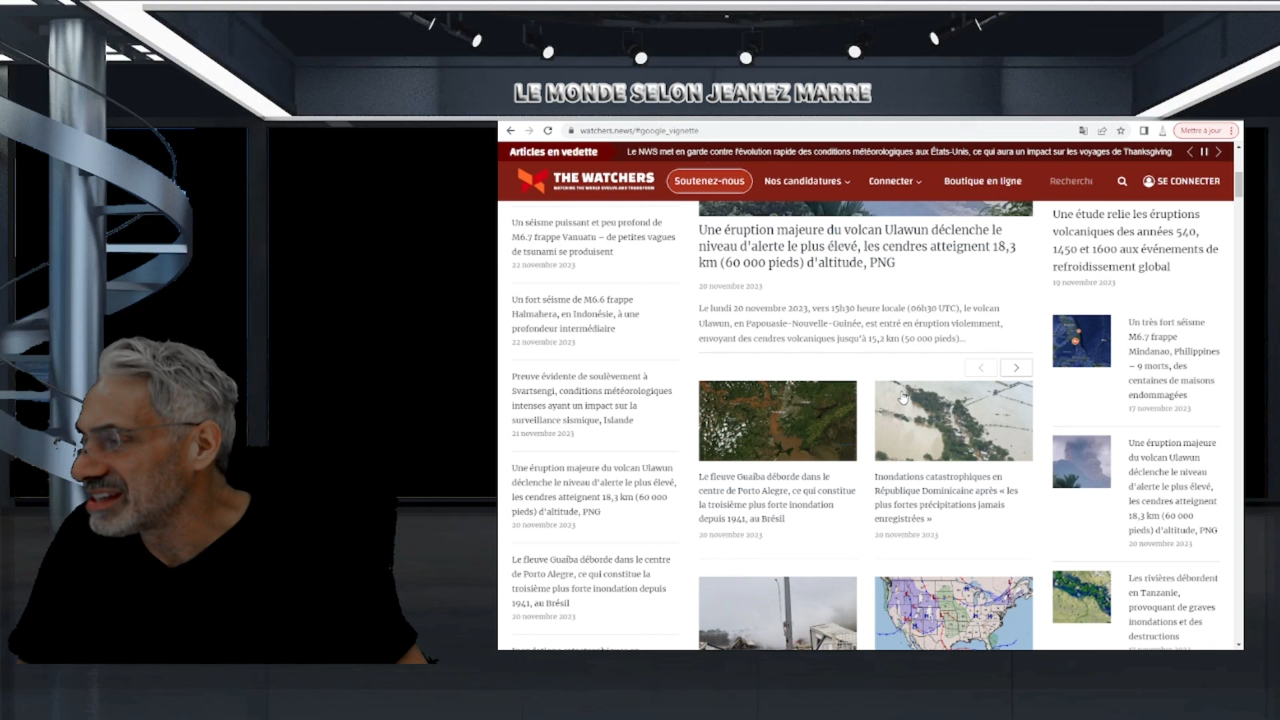 LE MONDE SELON JEANEZ MARRE
watchers.news/#google_vignette
Mettre à jour
Articles en vedette
Le NWS met en garde contre l'évolution rapide des conditions météorologiques aux États-Unis, ce qui aura un impact sur les voyages de Thanksgiving
THE WATCHERS
WATCHING THE WORLD EVOLVE AND TRANSFORM
Soutenez-nous
Nos candidatures
Connecter
Boutique en ligne
Recherche
SE CONNECTER
Un séisme puissant et peu profond de
M6.7 frappe Vanuatu – de petites vagues
de tsunami se produisent
22 novembre 2023
Un fort séisme de M6.6 frappe
Halmahera, en Indonésie, à une
profondeur intermédiaire
22 novembre 2023
Preuve évidente de soulèvement à
Svartsengi, conditions météorologiques
intenses ayant un impact sur la
surveillance sismique, Islande
21 novembre 2023
Une éruption majeure du volcan Ulawun
déclenche le niveau d'alerte le plus élevé,
les cendres atteignent 18,3 km (60 000
pieds) d'altitude, PNG
20 novembre 2023
Le fleuve Guaíba déborde dans le centre
de Porto Alegre, ce qui constitue la
troisième plus forte inondation depuis
1941, au Brésil
20 novembre 2023
Une éruption majeure du volcan Ulawun déclenche le
niveau d'alerte le plus élevé, les cendres atteignent 18,3
km (60 000 pieds) d'altitude, PNG
20 novembre 2023
Le lundi 20 novembre 2023, vers 15h30 heure locale (06h30 UTC), le volcan
Ulawun, en Papouasie-Nouvelle-Guinée, est entré en éruption violemment,
envoyant des cendres volcaniques jusqu'à 15,2 km (50 000 pieds)...
Le fleuve Guaíba déborde dans le
centre de Porto Alegre, ce qui constitue
la troisième plus forte inondation
depuis 1941, au Brésil
20 novembre 2023
Inondations catastrophiques en
République Dominicaine après « les
plus fortes précipitations jamais
enregistrées »
20 novembre 2023
Une étude relie les éruptions
volcaniques des années 540,
1450 et 1600 aux événements de
refroidissement global
19 novembre 2023
Un très fort séisme
M6.7 frappe
Mindanao, Philippines
– 9 morts, des
centaines de maisons
endommagées
17 novembre 2023
Une éruption majeure
du volcan Ulawun
déclenche le niveau
d'alerte le plus élevé,
les cendres atteignent
18,3 km (60 000
pieds) d'altitude, PNG
20 novembre 2023
Les rivières débordent
en Tanzanie,
provoquant de graves
inondations et des
destructions